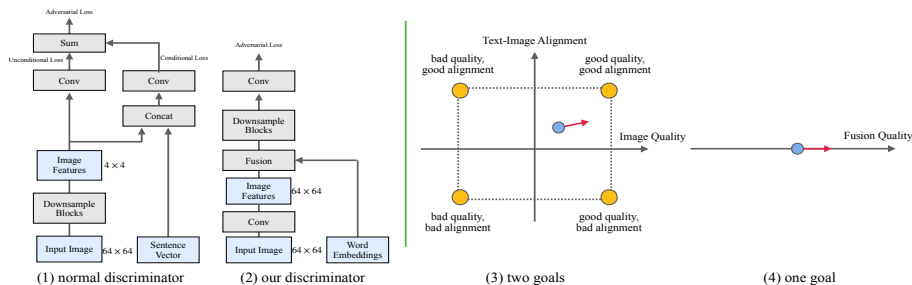 Adversarial Loss
Sum
Unconditional Loss
Conditional Loss
Conv
Conv
Concat
Image
Features
4 × 4
Downsample
Blocks
Input Image
64 × 64
Sentence
Vector
(1) normal discriminator
Adversarial Loss
Conv
Downsample
Blocks
Fusion
Image
Features
64 × 64
Conv
Input Image
64 × 64
Word
Embeddings
(2) our discriminator
Text-Image Alignment
bad quality,
good alignment
good quality,
good alignment
Image Quality
bad quality,
bad alignment
good quality,
bad alignment
(3) two goals
Fusion Quality
(4) one goal